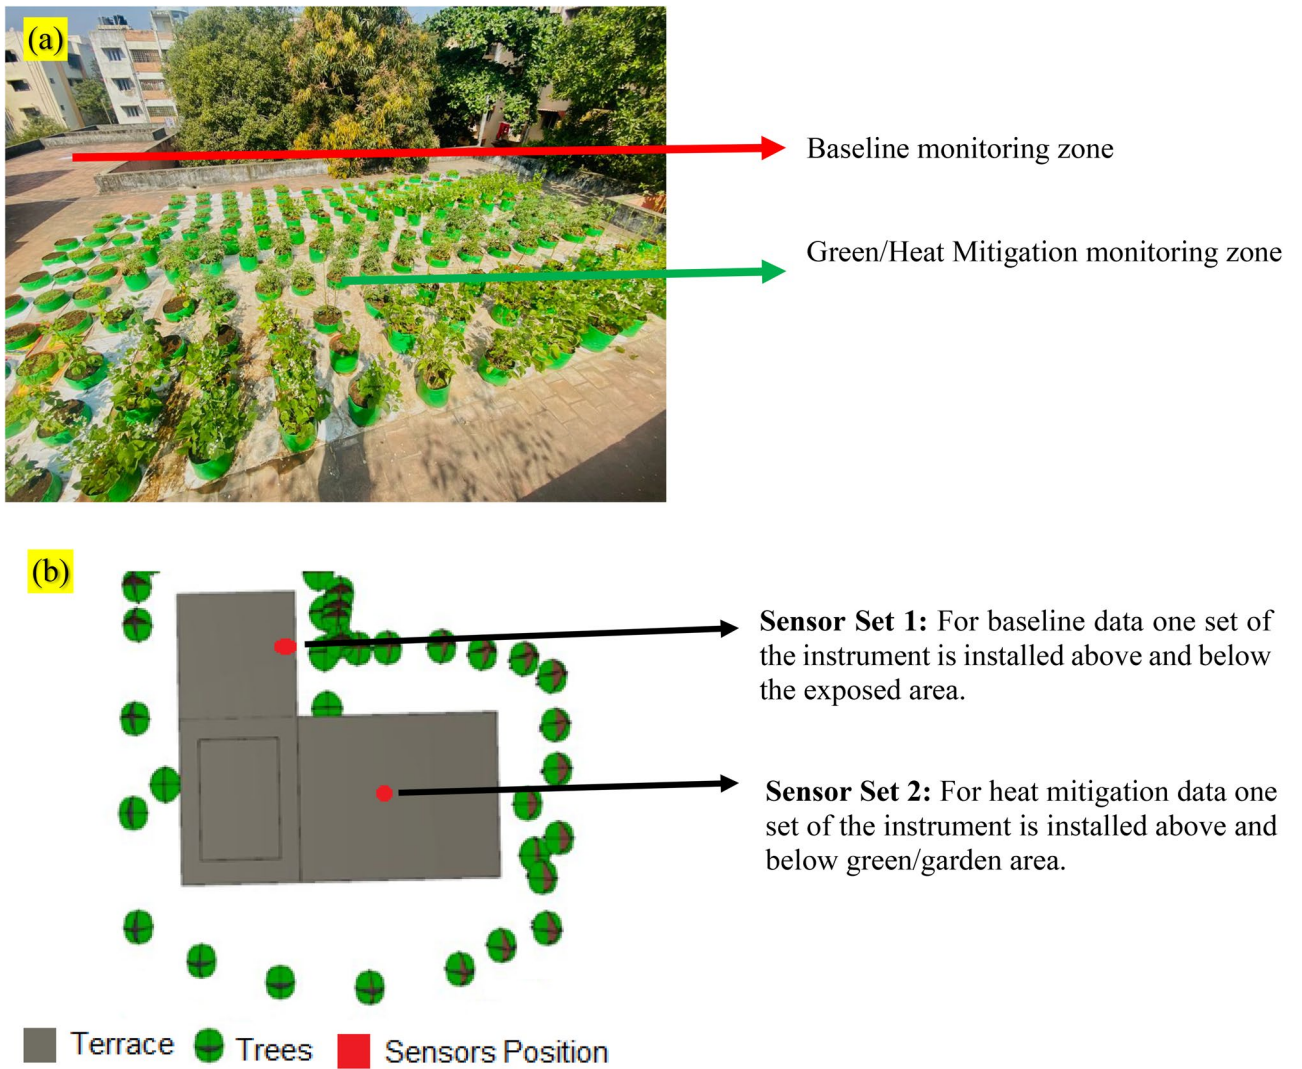 (a)
Baseline monitoring zone
Green/Heat Mitigation monitoring zone
(b)
Sensor Set 1: For baseline data one set of
the instrument is installed above and below
the exposed area.
Sensor Set 2: For heat mitigation data one
set of the instrument is installed above and
below green/garden area.
Terrace
Trees
Sensors Position